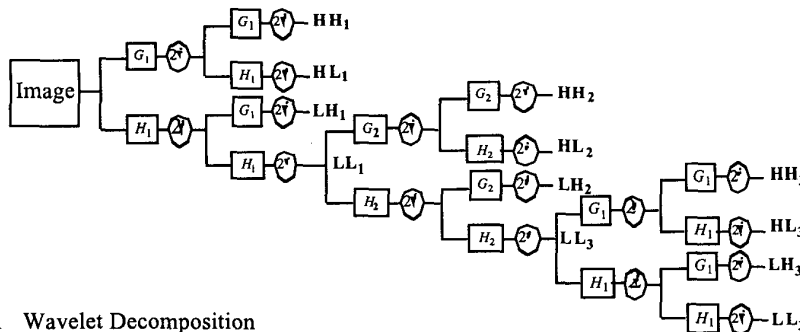 G₁ 2↓ HH₁
G₁ 2↓
H₁ 2↓ HL₁
Image
G₁ 2↓ LH₁
H₁ 2↓
H₁ 2↓ LL₁
G₂ 2↓ HH₂
G₂ 2↓
H₂ 2↓ HL₂
G₂ 2↓ LH₂
H₂ 2↓
H₂ 2↓ LL₃
G₁ 2↓ HH
G₁ 2↓
H₁ 2↓ HL₃
G₁ 2↓ LH₃
H₁ 2↓
H₁ 2↓ LL
Wavelet Decomposition